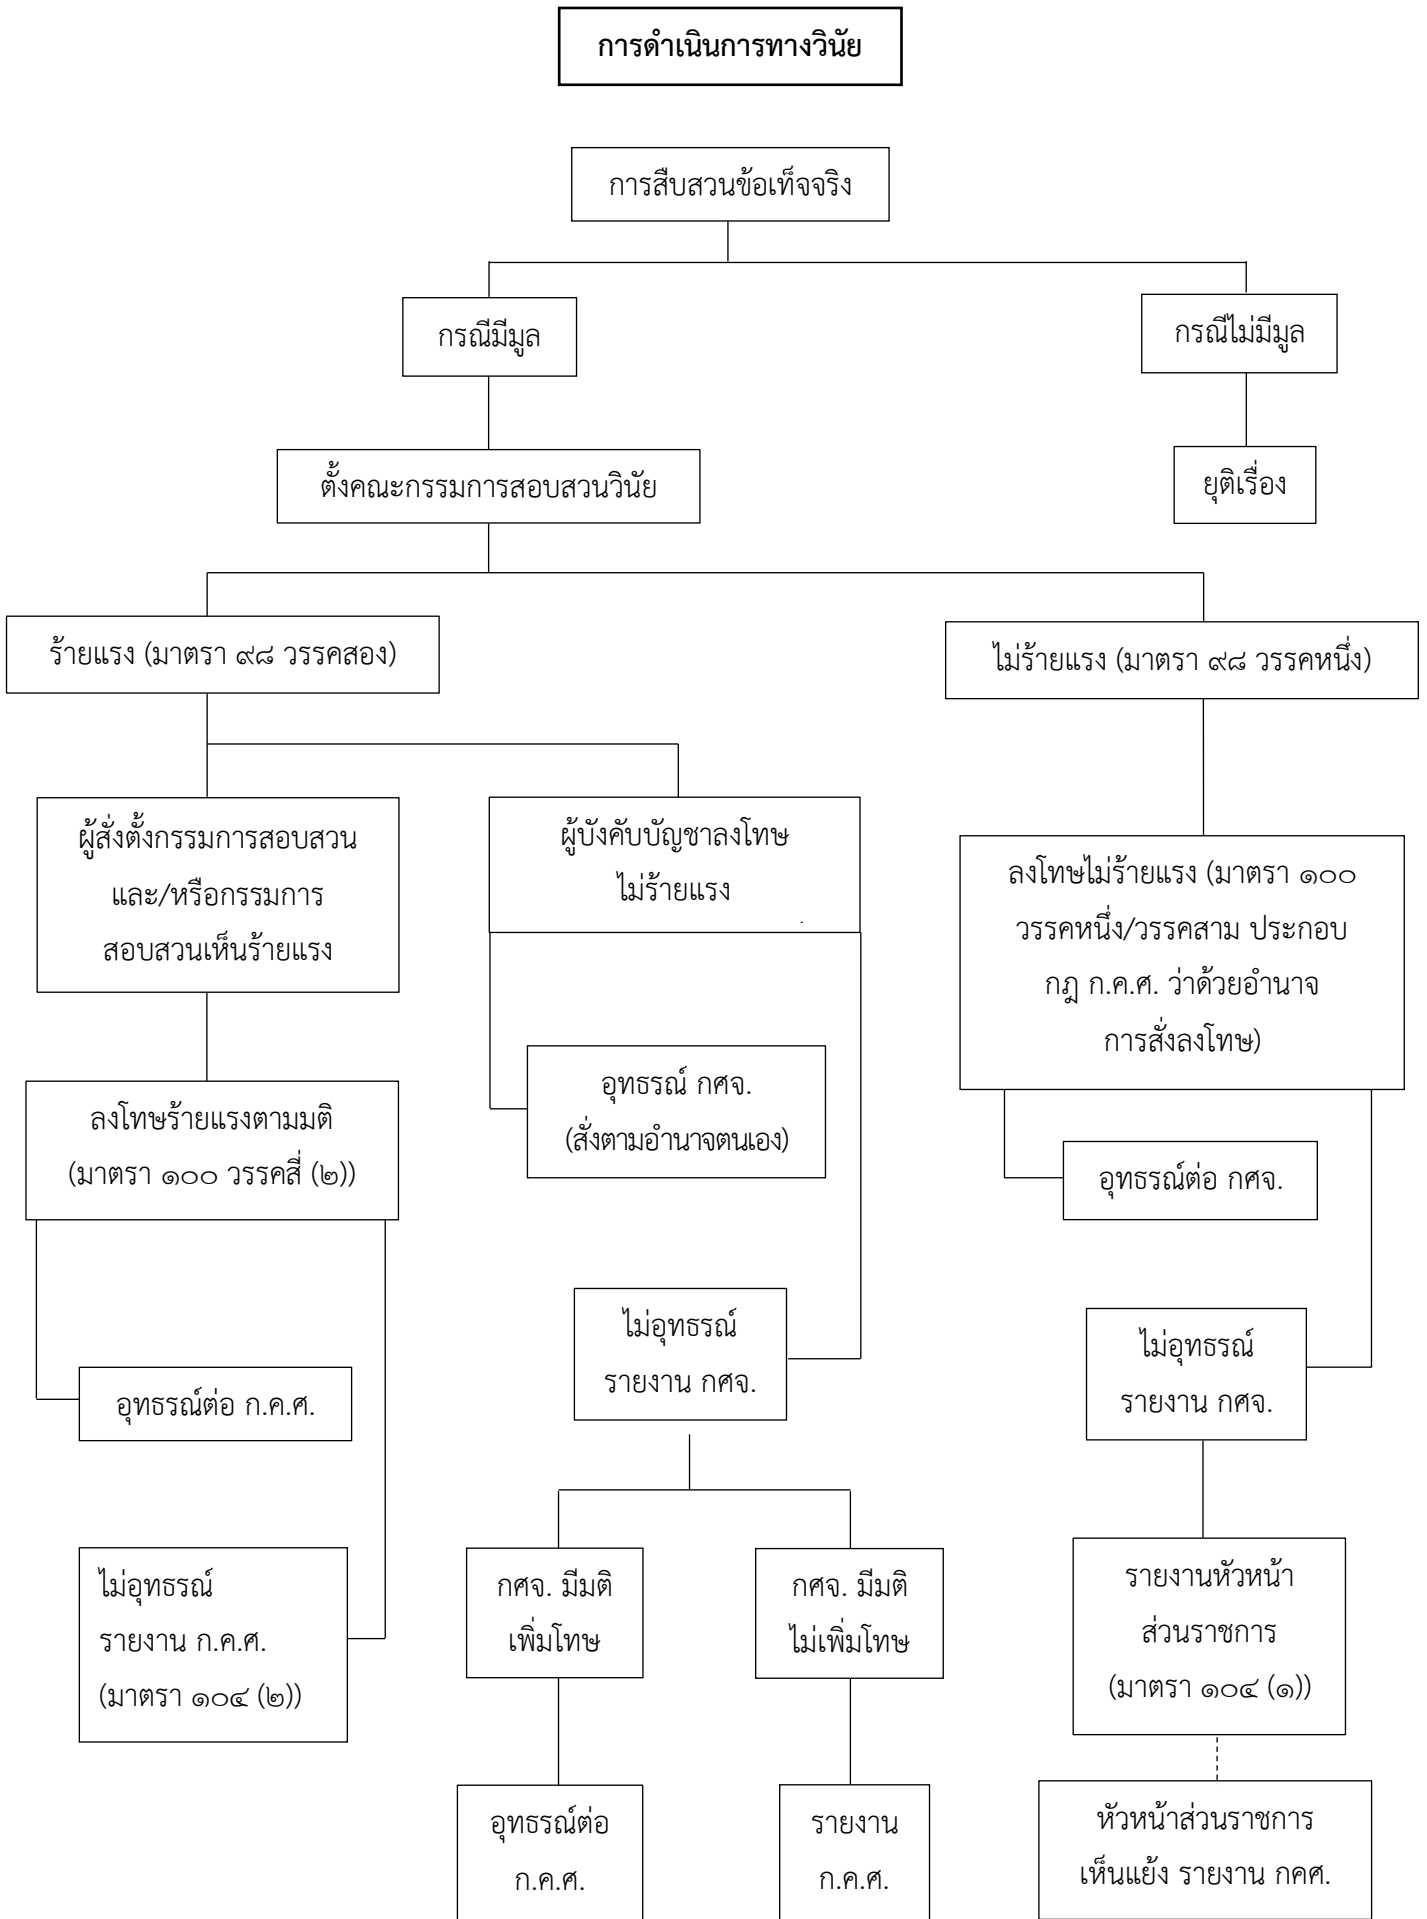 การดำเนินการทางวินัย
การสืบสวนข้อเท็จจริง
กรณีมีมูล
กรณีไม่มีมูล
ตั้งคณะกรรมการสอบสวนวินัย
ยุติเรื่อง
ร้ายแรง (มาตรา ๙๘ วรรคสอง)
ไม่ร้ายแรง (มาตรา ๙๘ วรรคหนึ่ง)
ผู้สั่งตั้งกรรมการสอบสวน
และ/หรือกรรมการ
สอบสวนเห็นร้ายแรง
ผู้บังคับบัญชาลงโทษ
ไม่ร้ายแรง
ลงโทษไม่ร้ายแรง (มาตรา ๑๐๐
วรรคหนึ่ง/วรรคสาม ประกอบ
กฎ ก.ค.ศ. ว่าด้วยอำนาจ
การสั่งลงโทษ)
ลงโทษร้ายแรงตามมติ
(มาตรา ๑๐๐ วรรคสี่ (๒))
อุทธรณ์ กศจ.
(สั่งตามอำนาจตนเอง)
อุทธรณ์ต่อ กศจ.
ไม่อุทธรณ์
รายงาน กศจ.
ไม่อุทธรณ์
รายงาน กศจ.
อุทธรณ์ต่อ ก.ค.ศ.
ไม่อุทธรณ์
รายงาน ก.ค.ศ.
(มาตรา ๑๐๔ (๒))
กศจ. มีมติ
เพิ่มโทษ
กศจ. มีมติ
ไม่เพิ่มโทษ
รายงานหัวหน้า
ส่วนราชการ
(มาตรา ๑๐๔ (๑))
อุทธรณ์ต่อ
ก.ค.ศ.
รายงาน
ก.ค.ศ.
หัวหน้าส่วนราชการ
เห็นแย้ง รายงาน กคศ.